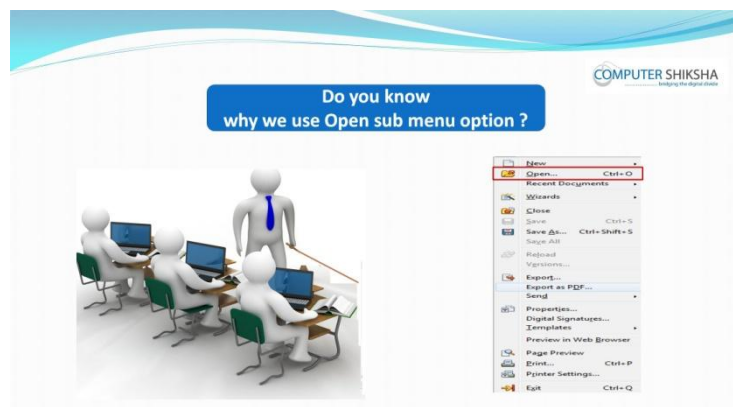 COMPUTER SHIKSHA
bridging the digital divide
Do you know
why we use Open sub menu option ?
New
Open... Ctrl+O
Recent Documents
Wizards
Close
Save Ctrl+S
Save As... Ctrl+Shift+S
Save All
Reload
Versions...
Export...
Export as PDF...
Send
Properties...
Digital Signatures...
Templates
Preview in Web Browser
Page Preview
Print... Ctrl+P
Printer Settings...
Exit Ctrl+Q